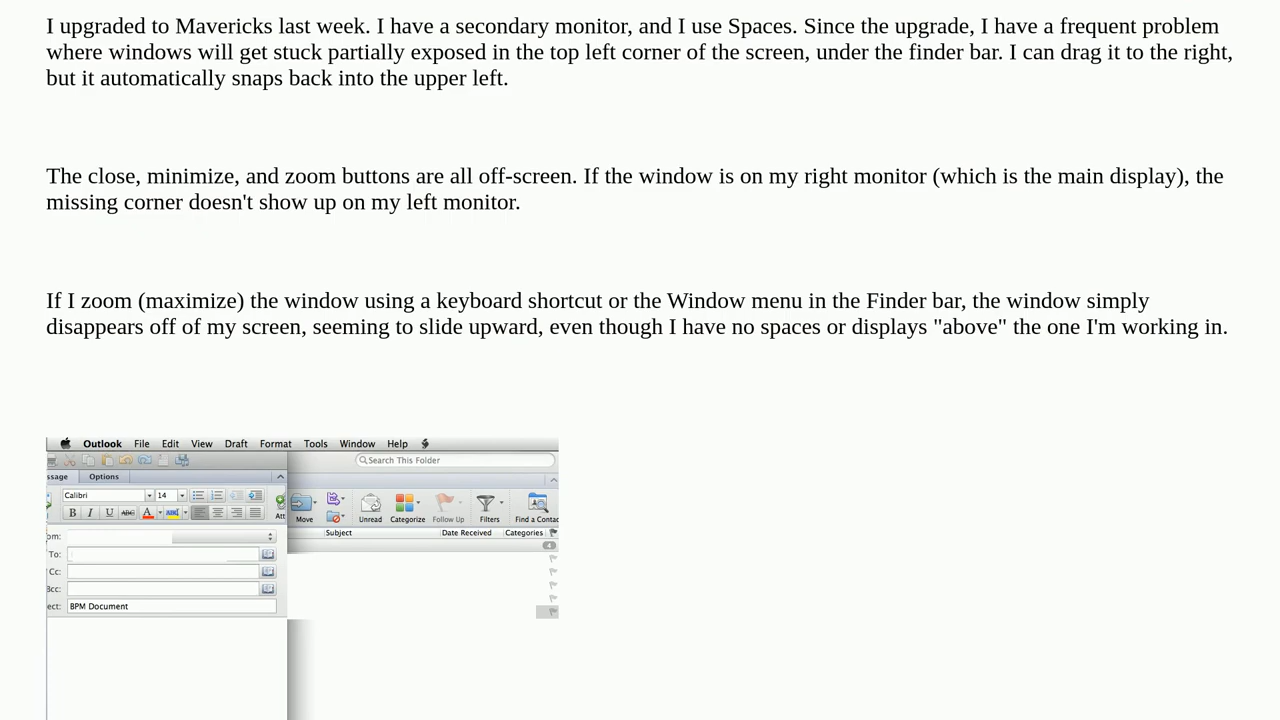 I upgraded to Mavericks last week. I have a secondary monitor, and I use Spaces. Since the upgrade, I have a frequent problem
where windows will get stuck partially exposed in the top left corner of the screen, under the finder bar. I can drag it to the right,
but it automatically snaps back into the upper left.
The close, minimize, and zoom buttons are all off-screen. If the window is on my right monitor (which is the main display), the
missing corner doesn't show up on my left monitor.
If I zoom (maximize) the window using a keyboard shortcut or the Window menu in the Finder bar, the window simply
disappears off of my screen, seeming to slide upward, even though I have no spaces or displays "above" the one I'm working in.
Outlook File Edit View Draft Format Tools Window Help
Search This Folder
ssage Options
Calibri 14
B I U ABC A ABC Att Move Unread Categorize Follow Up Filters Find a Contac
om: Subject Date Received Categories
4
To:
Cc:
Bcc:
ect: BPM Document